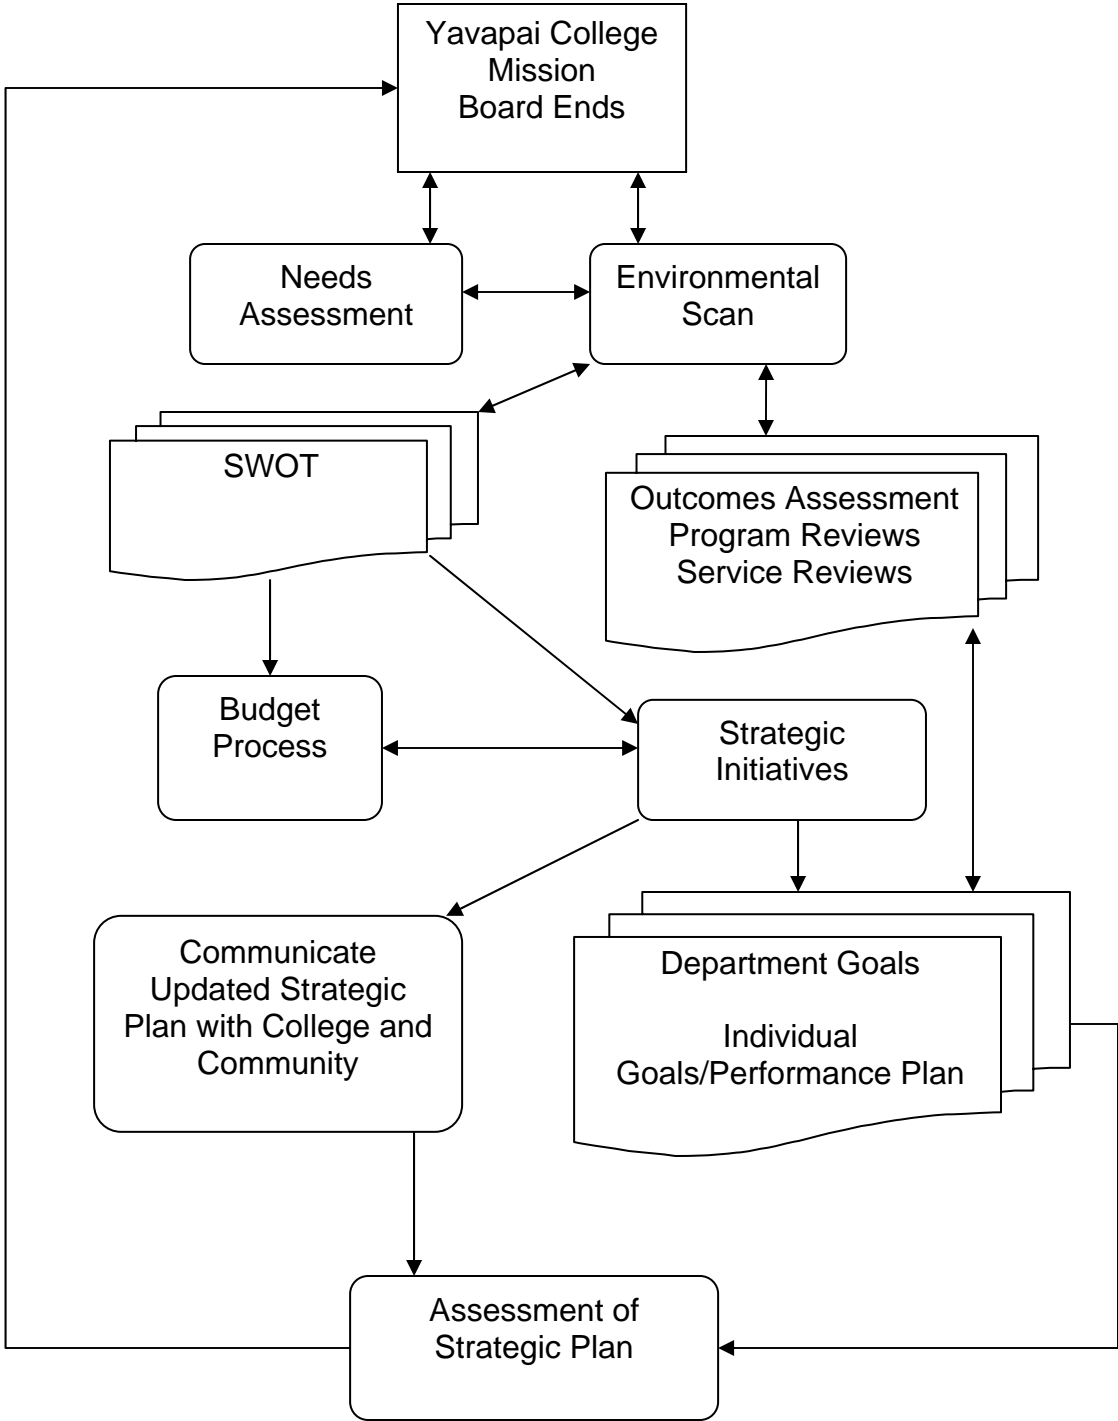 Yavapai College
Mission
Board Ends
Needs
Assessment
Environmental
Scan
SWOT
Outcomes Assessment
Program Reviews
Service Reviews
Budget
Process
Strategic
Initiatives
Communicate
Updated Strategic
Plan with College and
Community
Department Goals
Individual
Goals/Performance Plan
Assessment of
Strategic Plan